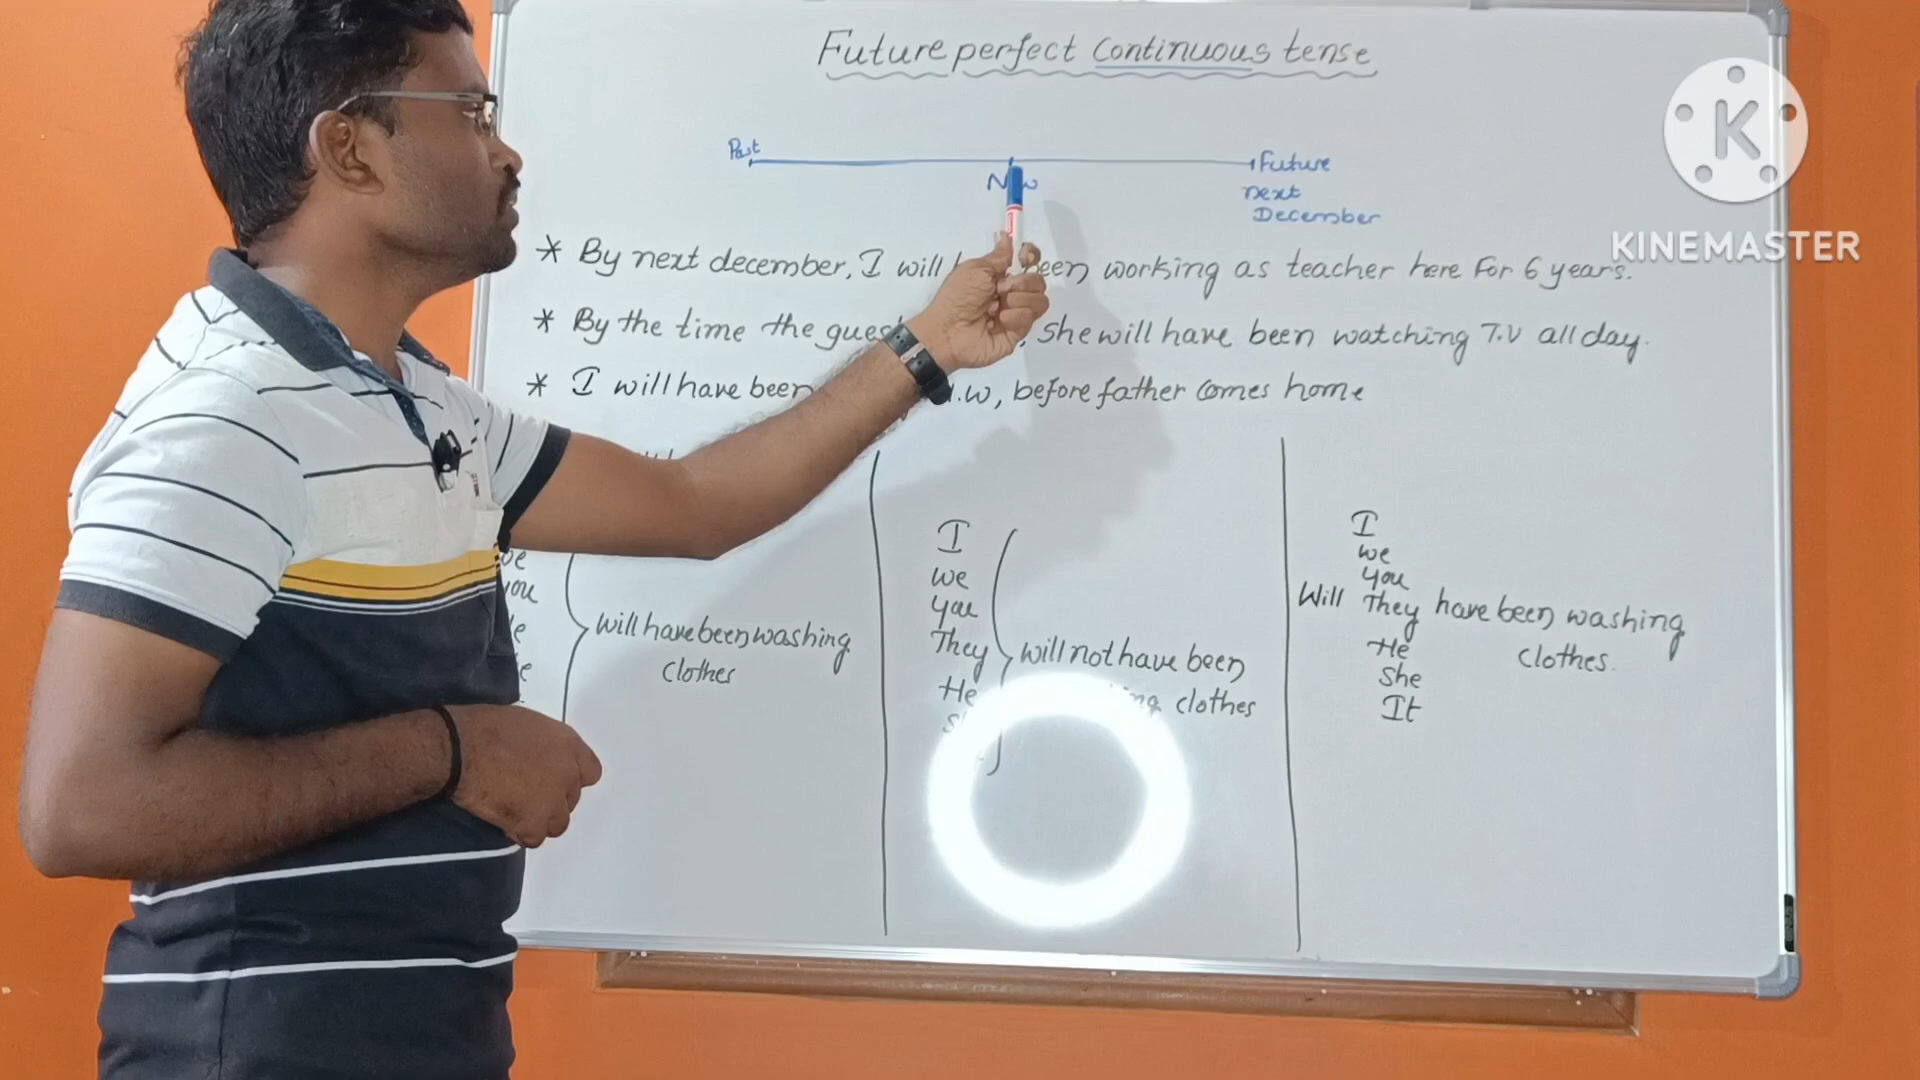 Future perfect continuous tense
Past
Future
next
December
K
KINEMASTER
* By next december, I will been working as teacher here for 6 years.
* By the time the she will have been watching T.V all day.
* I will have been .w, before father comes home
we
you
will have been washing
clothes
I
we
you
They
He
will not have been
clothes
I
we
you
Will They have been washing
He clothes.
She
It